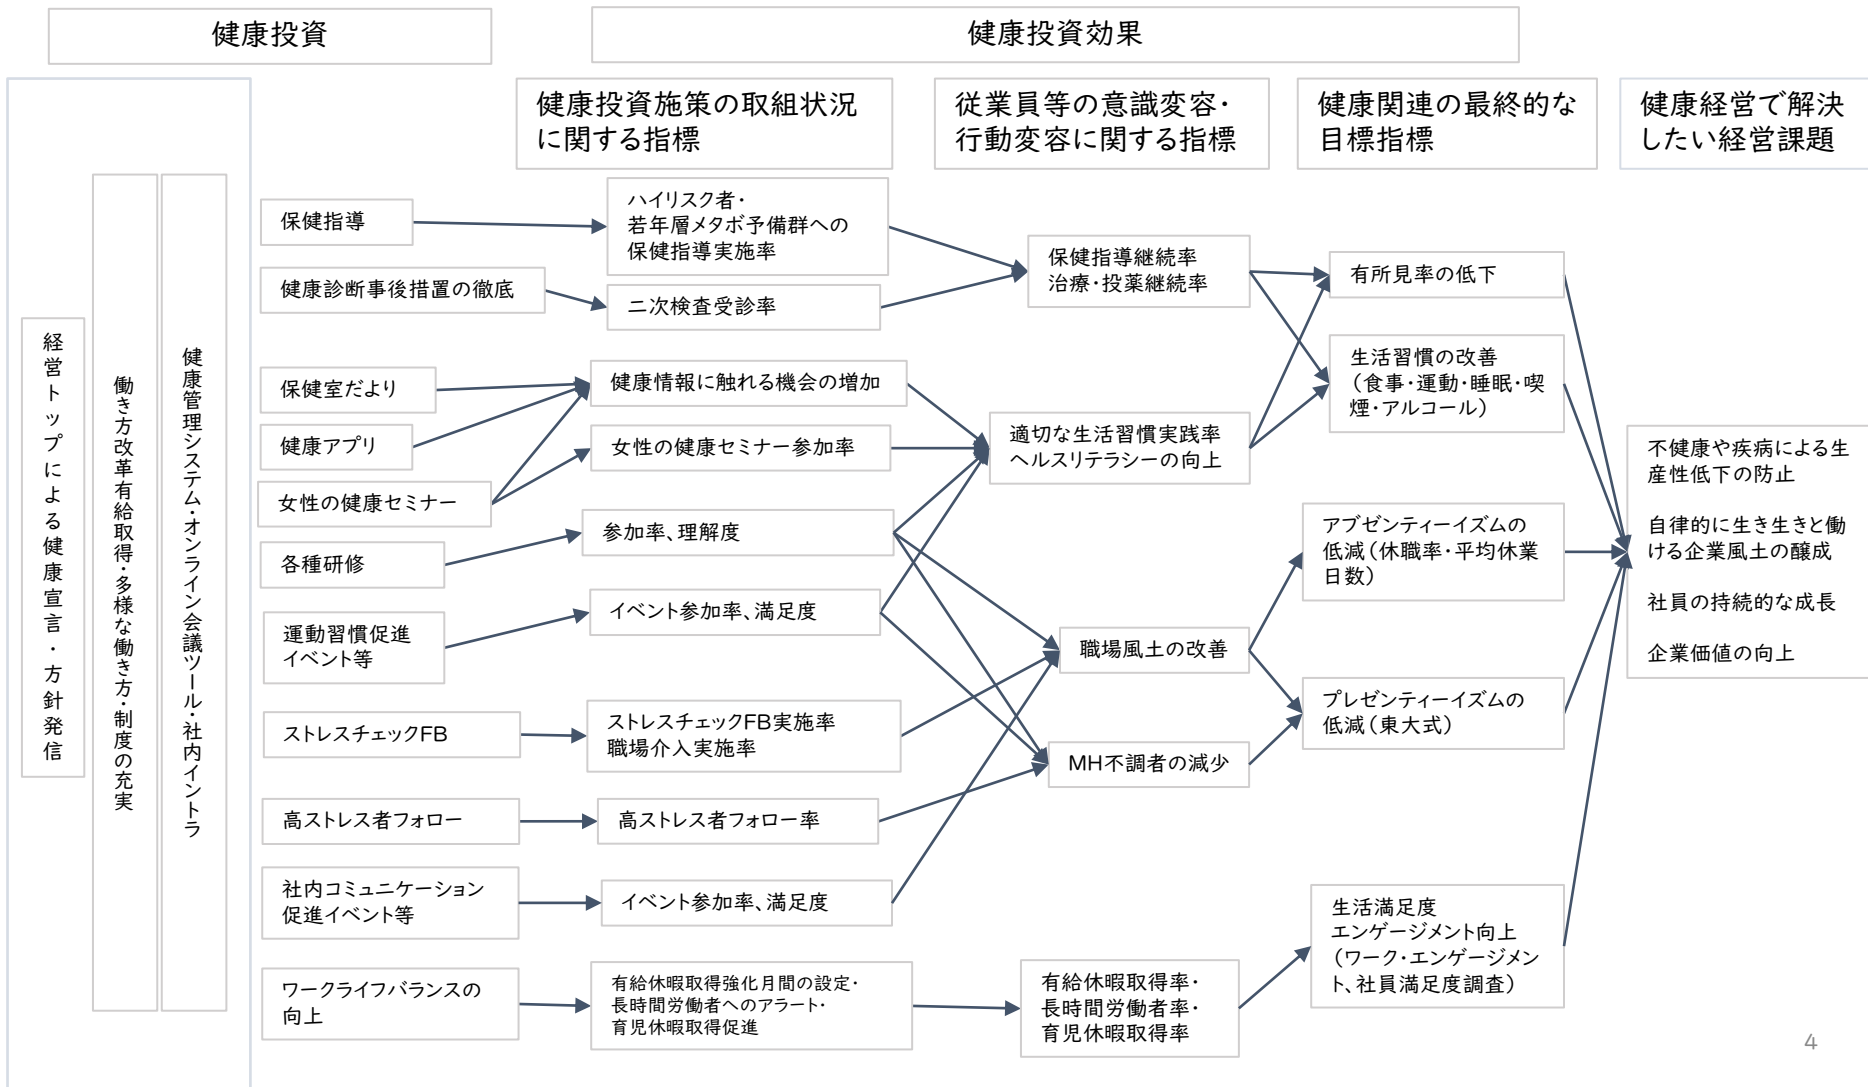 健康投資
健康投資効果
健康投資施策の取組状況
に関する指標
従業員等の意識変容・
行動変容に関する指標
健康関連の最終的な
目標指標
健康経営で解決
したい経営課題
経営トップによる健康宣言・方針発信
働き方改革有給取得・多様な働き方・制度の充実
健康管理システム・オンライン会議ツール・社内イントラ
保健指導
健康診断事後措置の徹底
保健室だより
健康アプリ
女性の健康セミナー
各種研修
運動習慣促進
イベント等
ストレスチェックFB
高ストレス者フォロー
社内コミュニケーション
促進イベント等
ワークライフバランスの
向上
ハイリスク者・
若年層メタボ予備群への
保健指導実施率
二次検査受診率
健康情報に触れる機会の増加
女性の健康セミナー参加率
参加率、理解度
イベント参加率、満足度
ストレスチェックFB実施率
職場介入実施率
高ストレス者フォロー率
イベント参加率、満足度
有給休暇取得強化月間の設定・
長時間労働者へのアラート・
育児休暇取得促進
保健指導継続率
治療・投薬継続率
適切な生活習慣実践率
ヘルスリテラシーの向上
職場風土の改善
MH不調者の減少
有給休暇取得率・
長時間労働者率・
育児休暇取得率
有所見率の低下
生活習慣の改善
（食事・運動・睡眠・喫
煙・アルコール）
アブゼンティーイズムの
低減（休職率・平均休業
日数）
プレゼンティーイズムの
低減（東大式）
生活満足度
エンゲージメント向上
（ワーク・エンゲージメン
ト、社員満足度調査）
不健康や疾病による生
産性低下の防止
自律的に生き生きと働
ける企業風土の醸成
社員の持続的な成長
企業価値の向上
4